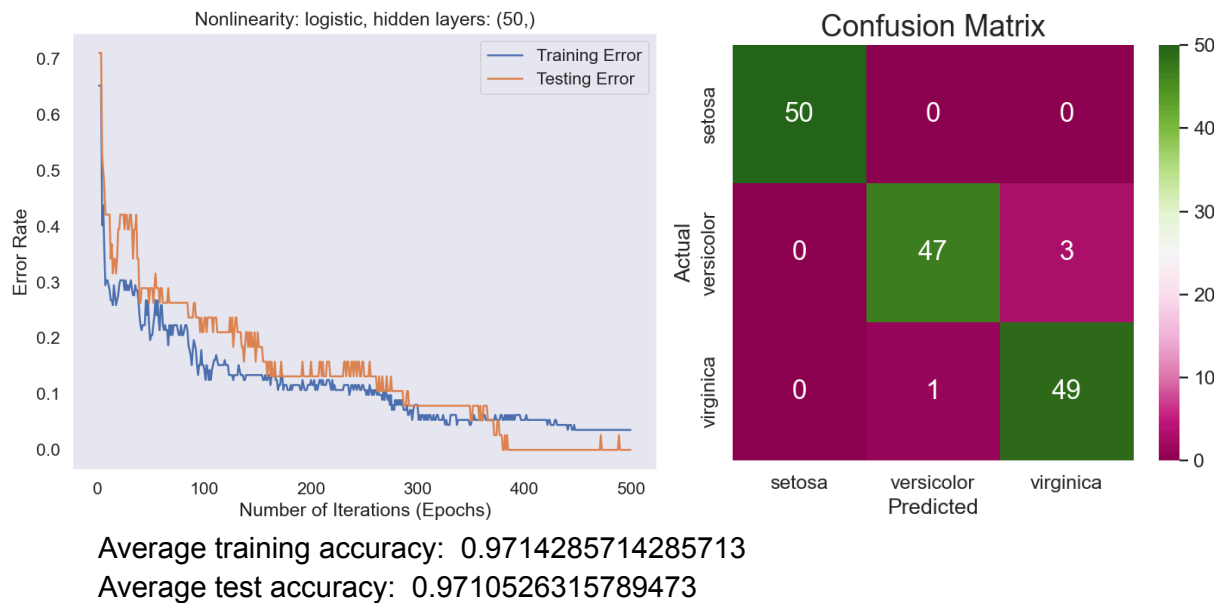 Nonlinearity: logistic, hidden layers: (50,)
Training Error
Testing Error
0.7
0.6
0.5
0.4
0.3
0.2
0.1
0.0
Error Rate
0 100 200 300 400 500
Number of Iterations (Epochs)
Confusion Matrix
Actual
setosa
versicolor
virginica
50 0 0
0 47 3
0 1 49
setosa versicolor virginica
Predicted
50
40
30
20
10
0
Average training accuracy: 0.9714285714285713
Average test accuracy: 0.9710526315789473